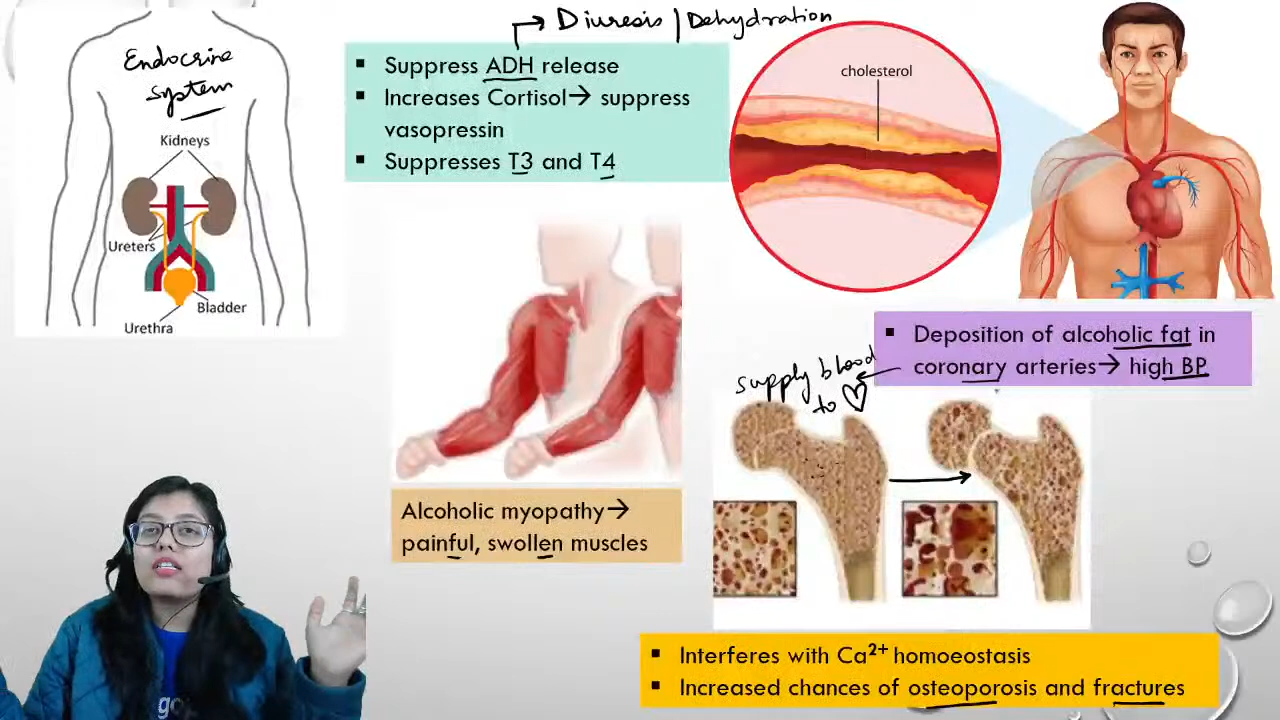 Diuresis | Dehydration
Endocrine
system
Kidneys
Ureters
Bladder
Urethra
▪ Suppress ADH release
▪ Increases Cortisol→ suppress
vasopressin
▪ Suppresses T3 and T4
cholesterol
▪ Deposition of alcoholic fat in
coronary arteries→ high BP
supply blood
to
Alcoholic myopathy→
painful, swollen muscles
▪ Interferes with Ca²⁺ homoeostasis
▪ Increased chances of osteoporosis and fractures
go